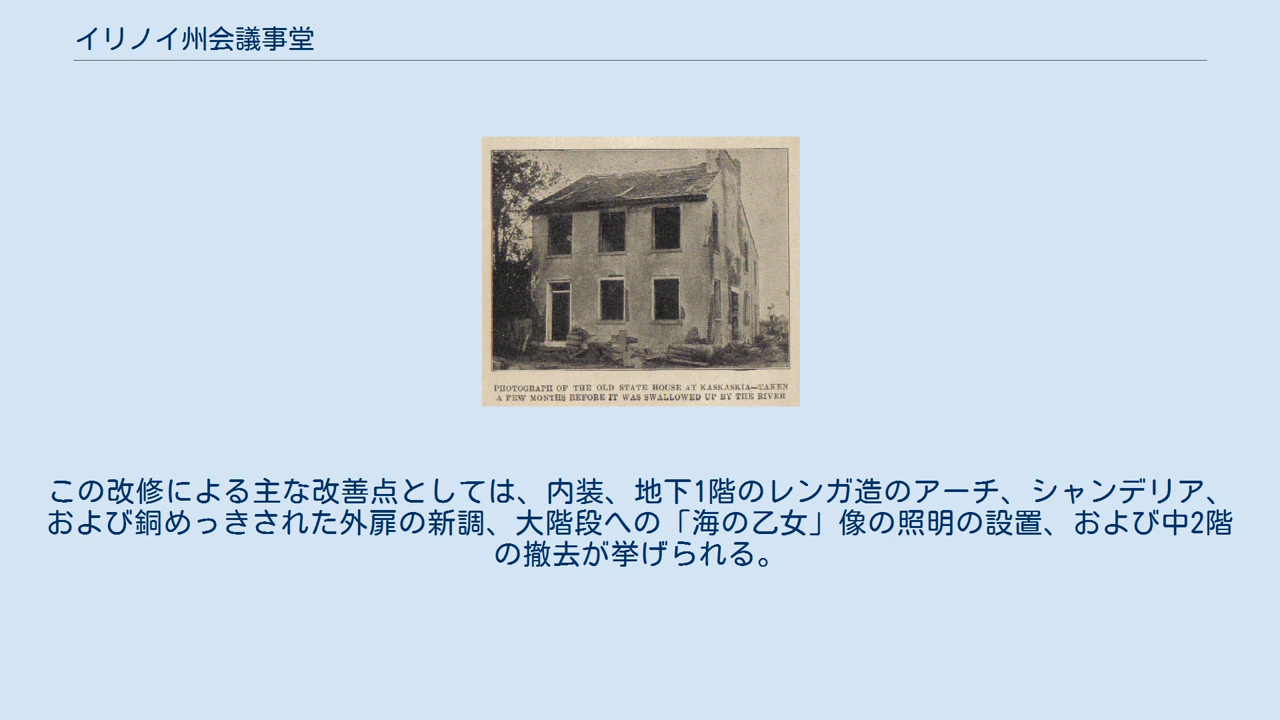 イリノイ州会議事堂
PHOTOGRAPH OF THE OLD STATE HOUSE AT KASKASKIA—TAKEN
A FEW MONTHS BEFORE IT WAS SWALLOWED UP BY THE RIVER
この改修による主な改善点としては、内装、地下1階のレンガ造のアーチ、シャンデリア、
および銅めっきされた外扉の新調、大階段への「海の乙女」像の照明の設置、および中2階
の撤去が挙げられる。